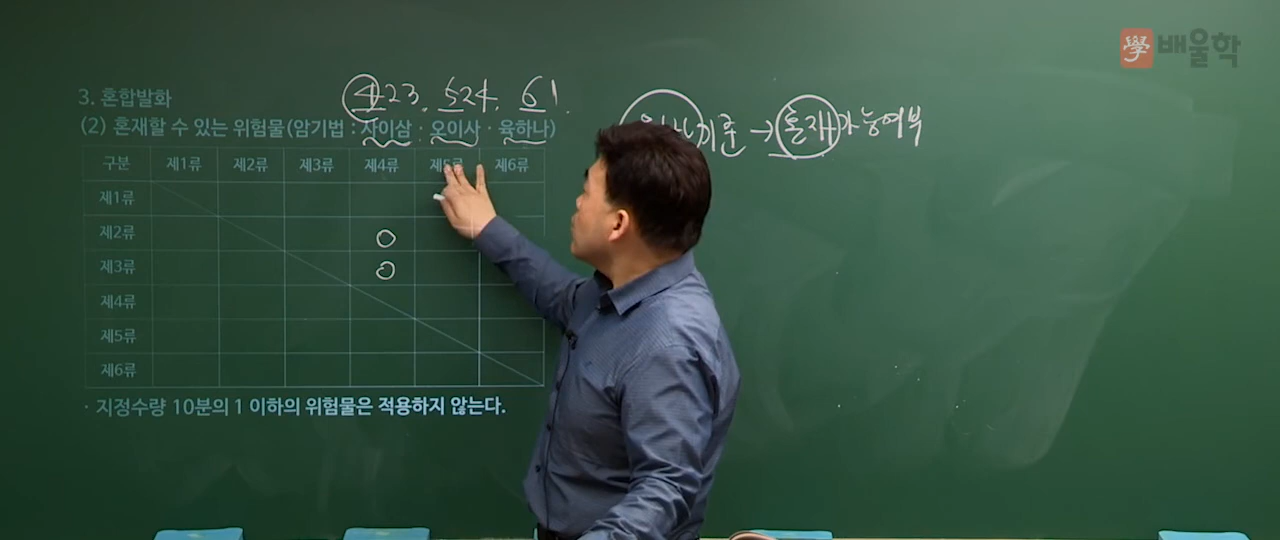 學 배울학
3. 혼합발화
423. 524. 61.
(2) 혼재할 수 있는 위험물(암기법 : 사이삼 · 오이사 · 육하나)
기준 → 혼재 가능여부
구분 제1류 제2류 제3류 제4류 제5류 제6류
제1류
제2류
제3류
제4류
제5류
제6류
· 지정수량 10분의 1 이하의 위험물은 적용하지 않는다.